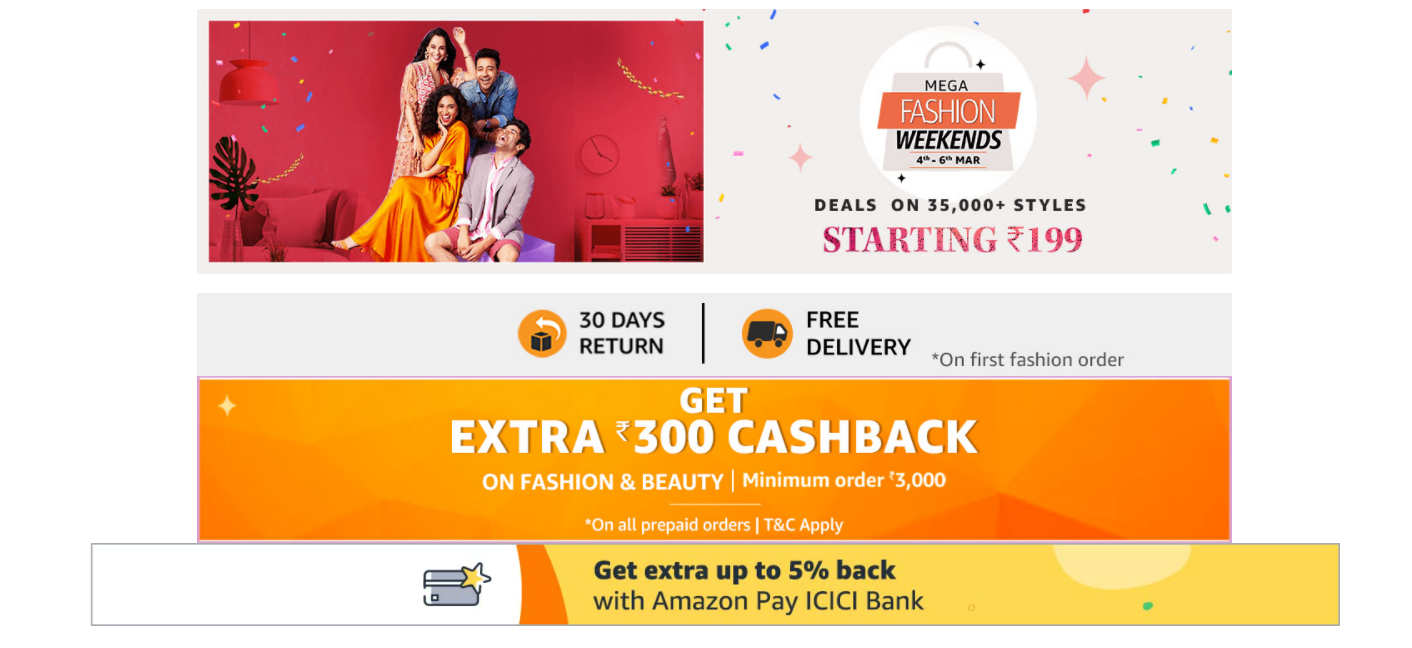 MEGA
FASHION
WEEKENDS
4th - 6th MAR
DEALS ON 35,000+ STYLES
STARTING ₹199
30 DAYS
RETURN
FREE
DELIVERY
*On first fashion order
GET
EXTRA ₹300 CASHBACK
ON FASHION & BEAUTY | Minimum order ₹3,000
*On all prepaid orders | T&C Apply
Get extra up to 5% back
with Amazon Pay ICICI Bank